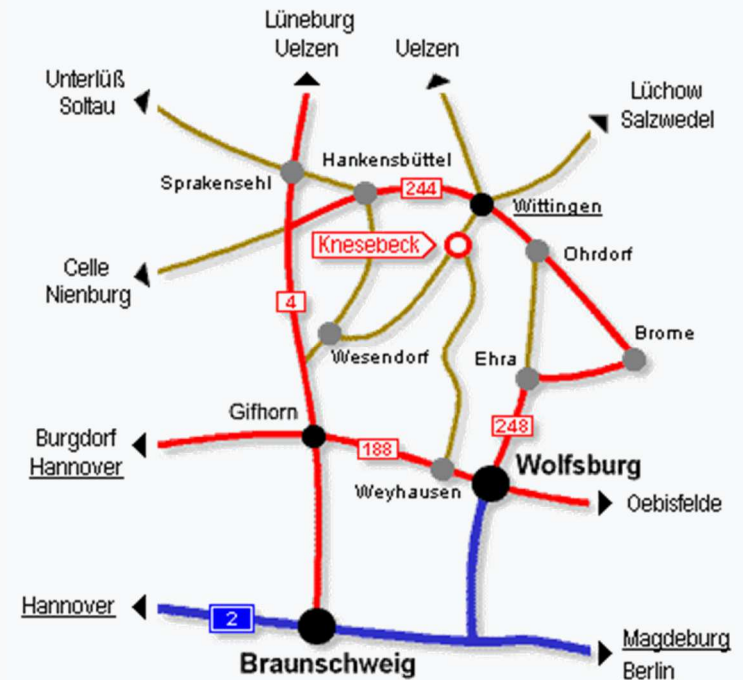 Lüneburg
Uelzen
Uelzen
Unterlüß
Soltau
Lüchow
Salzwedel
Hankensbüttel
Sprakensehl
244
Wittingen
Knesebeck
Ohrdorf
Celle
Nienburg
4
Wesendorf
Ehra
Brome
Gifhorn
248
Burgdorf
Hannover
188
Wolfsburg
Weyhausen
Oebisfelde
Hannover
2
Magdeburg
Berlin
Braunschweig